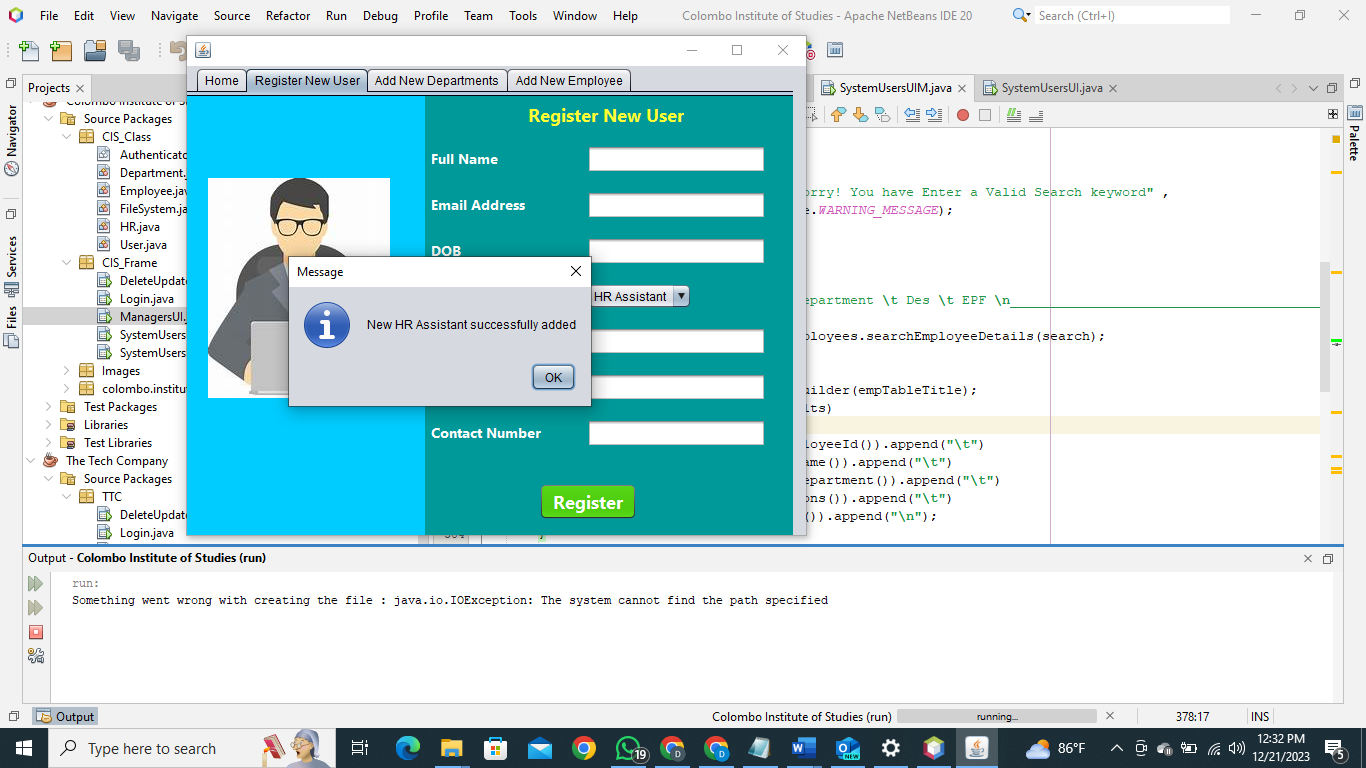 File Edit View Navigate Source Refactor Run Debug Profile Team Tools Window Help
Colombo Institute of Studies - Apache NetBeans IDE 20
Search (Ctrl+I)
Projects
SystemUsersUIM.java
SystemUsersUI.java
Navigator
Services
Files
Palette
Colombo Institute of
Source Packages
CIS_Class
Authenticato
Department.
Employee.jav
FileSystem.ja
HR.java
User.java
CIS_Frame
DeleteUpdat
Login.java
ManagersUI.
SystemUsers
SystemUsers
Images
colombo.institu
Test Packages
Libraries
Test Libraries
The Tech Company
Source Packages
TTC
DeleteUpdat
Login.java
Home
Register New User
Add New Departments
Add New Employee
Register New User
Full Name
Email Address
DOB
HR Assistant
Contact Number
Register
Message
New HR Assistant successfully added
OK
orry! You have Enter a Valid Search keyword" ,
e.WARNING_MESSAGE);
epartment \t Des \t EPF \n
ployees.searchEmployeeDetails(search);
uilder(empTableTitle);
lts)
loyeeId()).append("\t")
ame()).append("\t")
epartment()).append("\t")
ons()).append("\t")
()).append("\n");
Output - Colombo Institute of Studies (run)
run:
Something went wrong with creating the file : java.io.IOException: The system cannot find the path specified
Output
Colombo Institute of Studies (run)
running...
378:17
INS
Type here to search
19
NEW
86°F
12:32 PM
12/21/2023
5